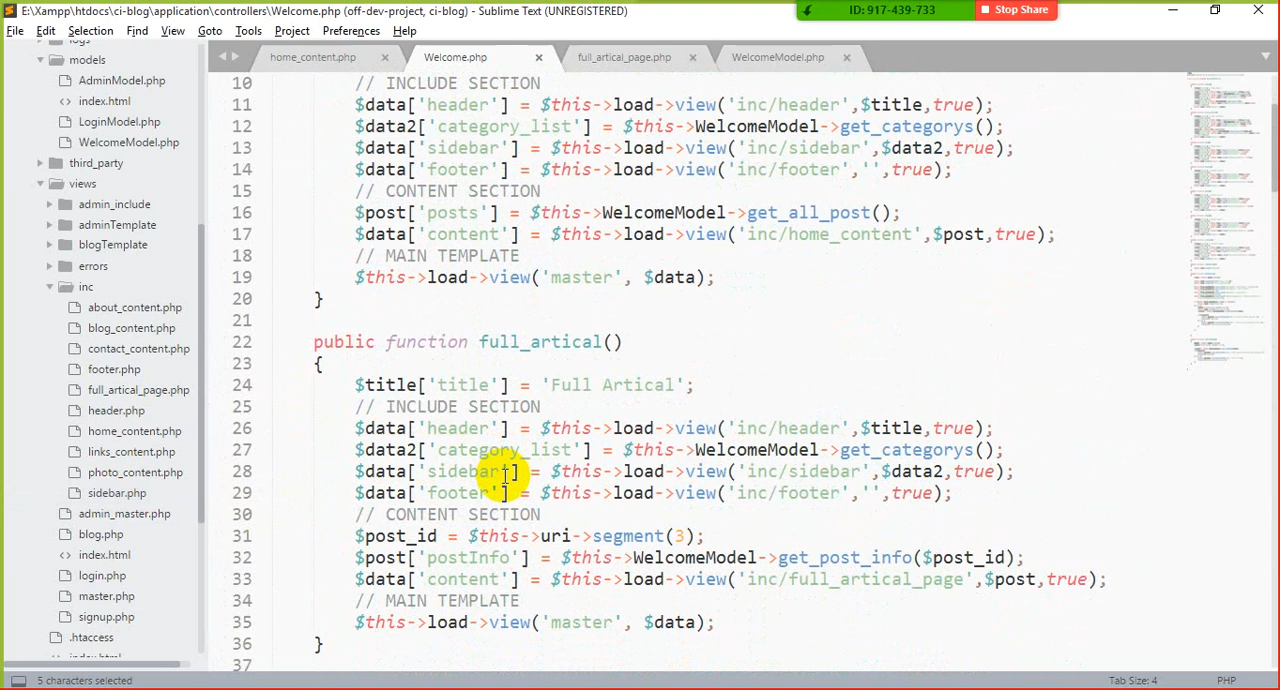 E:\Xampp\htdocs\ci-blog\application\controllers\Welcome.php (off-dev-project, ci-blog) - Sublime Text (UNREGISTERED)
ID: 917-439-733
Stop Share
File Edit Selection Find View Goto Tools Project Preferences Help
home_content.php
Welcome.php
full_artical_page.php
WelcomeModel.php
logs
models
AdminModel.php
index.html
LoginModel.php
WelcomeModel.php
third_party
views
admin_include
adminTemplate
blogTemplate
errors
inc
about_content.php
blog_content.php
contact_content.php
footer.php
full_artical_page.php
header.php
home_content.php
links_content.php
photo_content.php
sidebar.php
admin_master.php
blog.php
index.html
login.php
master.php
signup.php
.htaccess
index.html
10 // INCLUDE SECTION
11 $data['header'] = $this->load->view('inc/header',$title,true);
12 $data2['category_list'] = $this->WelcomeModel->get_categorys();
13 $data['sidebar'] = $this->load->view('inc/sidebar',$data2,true);
14 $data['footer'] = $this->load->view('inc/footer','',true);
15 // CONTENT SECTION
16 $post['posts'] = $this->WelcomeModel->get_all_post();
17 $data['content'] = $this->load->view('inc/home_content',$post,true);
18 // MAIN TEMPLATE
19 $this->load->view('master', $data);
20 }
21
22 public function full_artical()
23 {
24 $title['title'] = 'Full Artical';
25 // INCLUDE SECTION
26 $data['header'] = $this->load->view('inc/header',$title,true);
27 $data2['category_list'] = $this->WelcomeModel->get_categorys();
28 $data['sidebar'] = $this->load->view('inc/sidebar',$data2,true);
29 $data['footer'] = $this->load->view('inc/footer','',true);
30 // CONTENT SECTION
31 $post_id = $this->uri->segment(3);
32 $post['postInfo'] = $this->WelcomeModel->get_post_info($post_id);
33 $data['content'] = $this->load->view('inc/full_artical_page',$post,true);
34 // MAIN TEMPLATE
35 $this->load->view('master', $data);
36 }
37
5 characters selected
Tab Size: 4
PHP